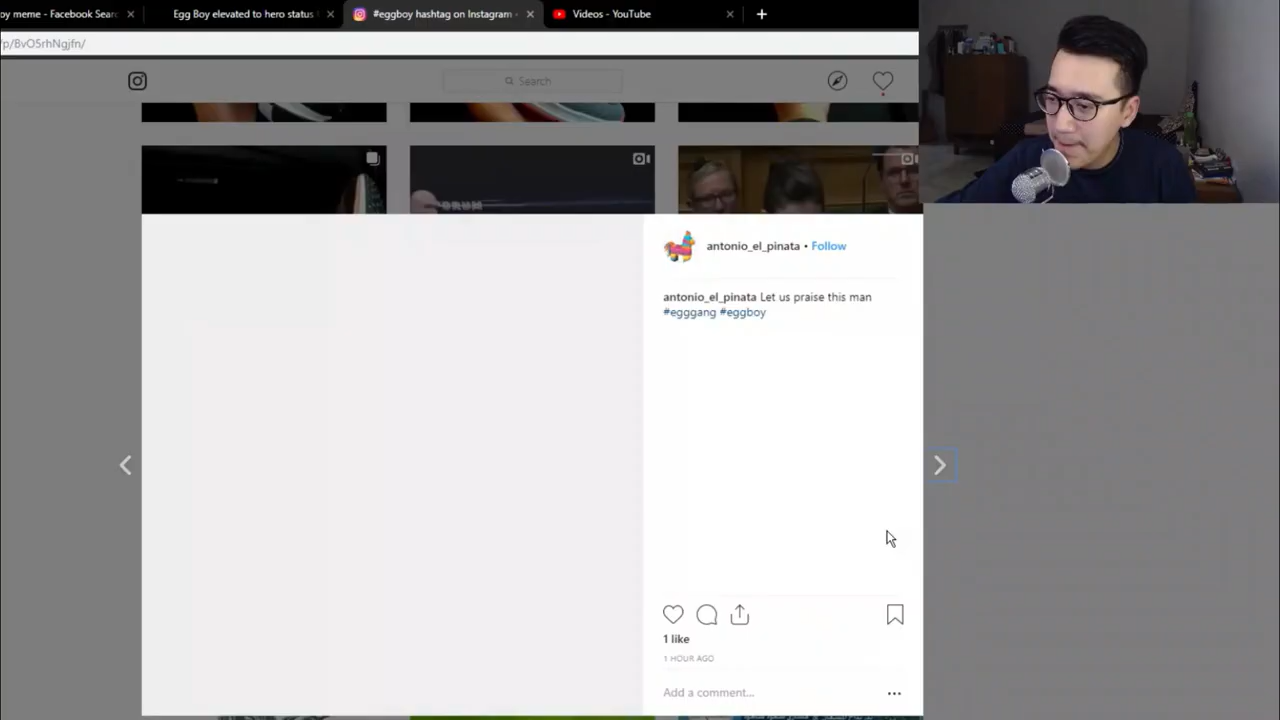 oy meme - Facebook Searc
Egg Boy elevated to hero status
#eggboy hashtag on Instagram -
Videos - YouTube
/p/BvO5rhNgjfn/
Search
antonio_el_pinata • Follow
antonio_el_pinata Let us praise this man
#egggang #eggboy
1 like
1 HOUR AGO
Add a comment...